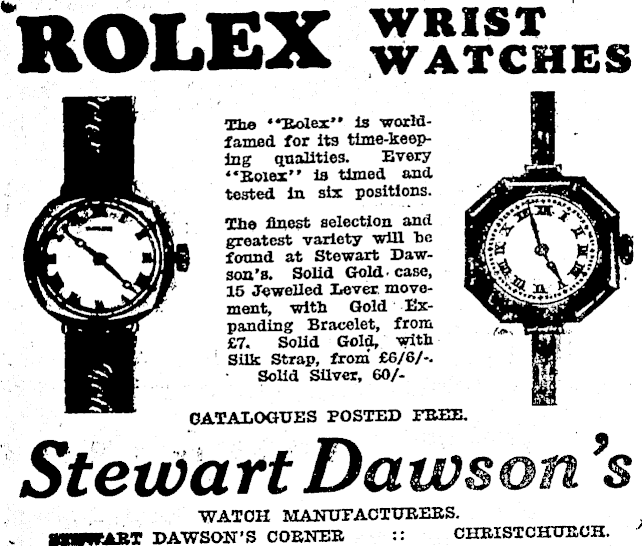 ROLEX WRIST
WATCHES
The "Rolex" is world-
famed for its time-keep-
ing qualities. Every
"Rolex" is timed and
tested in six positions.
The finest selection and
greatest variety will be
found at Stewart Daw-
son's. Solid Gold case,
15 Jewelled Lever move-
ment, with Gold Ex-
panding Bracelet, from
£7. Solid Gold, with
Silk Strap, from £6/6/-.
Solid Silver, 60/-
CATALOGUES POSTED FREE.
Stewart Dawson's
WATCH MANUFACTURERS.
STEWART DAWSON'S CORNER :: CHRISTCHURCH.